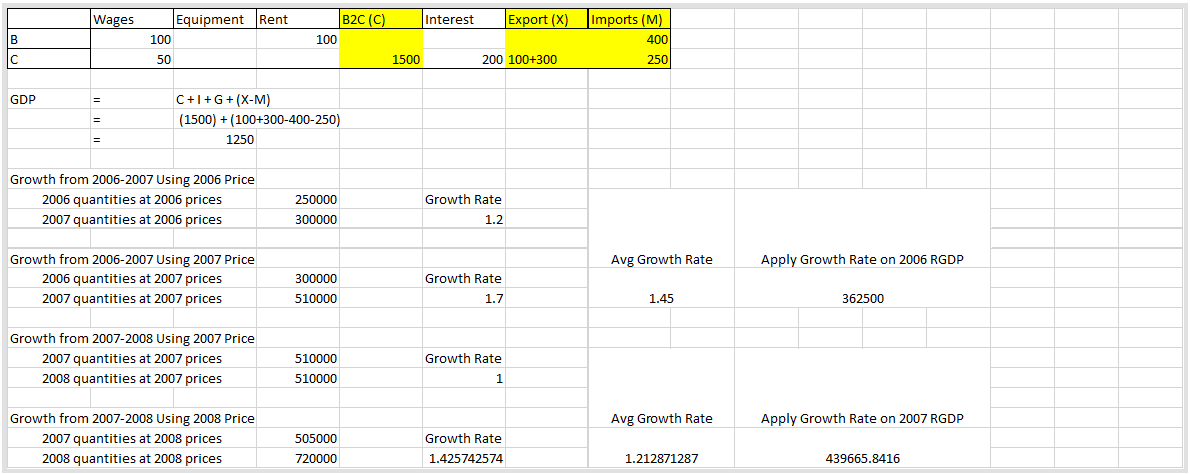 Wages Equipment Rent B2C (C) Interest Export (X) Imports (M)
B 100 100 400
C 50 1500 200 100+300 250
GDP = C + I + G + (X-M)
= (1500) + (100+300-400-250)
= 1250
Growth from 2006-2007 Using 2006 Price
2006 quantities at 2006 prices 250000 Growth Rate
2007 quantities at 2006 prices 300000 1.2
Growth from 2006-2007 Using 2007 Price Avg Growth Rate Apply Growth Rate on 2006 RGDP
2006 quantities at 2007 prices 300000 Growth Rate
2007 quantities at 2007 prices 510000 1.7 1.45 362500
Growth from 2007-2008 Using 2007 Price
2007 quantities at 2007 prices 510000 Growth Rate
2008 quantities at 2007 prices 510000 1
Growth from 2007-2008 Using 2008 Price Avg Growth Rate Apply Growth Rate on 2007 RGDP
2007 quantities at 2008 prices 505000 Growth Rate
2008 quantities at 2008 prices 720000 1.425742574 1.212871287 439665.8416